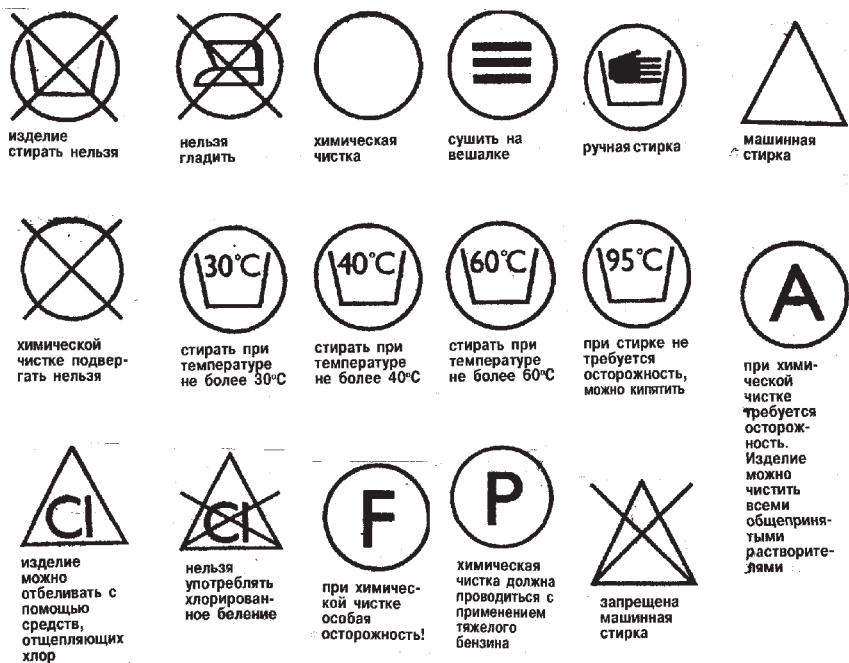 изделие
стирать нельзя
нельзя
гладить
химическая
чистка
сушить на
вешалке
ручная стирка
машинная
стирка
химической
чистке подвер-
гать нельзя
30°C
стирать при
температуре
не более 30°C
40°C
стирать при
температуре
не более 40°C
60°C
стирать при
температуре
не более 60°C
95°C
при стирке не
требуется
осторожность,
можно кипятить
A
при хими-
ческой
чистке
требуется
осторож-
ность.
Изделие
можно
чистить
всеми
общеприня-
тыми
растворите-
лями
Cl
изделие
можно
отбеливать с
помощью
средств,
отщепляющих
хлор
Cl
нельзя
употреблять
хлорирован-
ное беление
F
при химичес-
кой чистке
особая
осторожность!
P
химическая
чистка должна
проводиться с
применением
тяжелого
бензина
запрещена
машинная
стирка